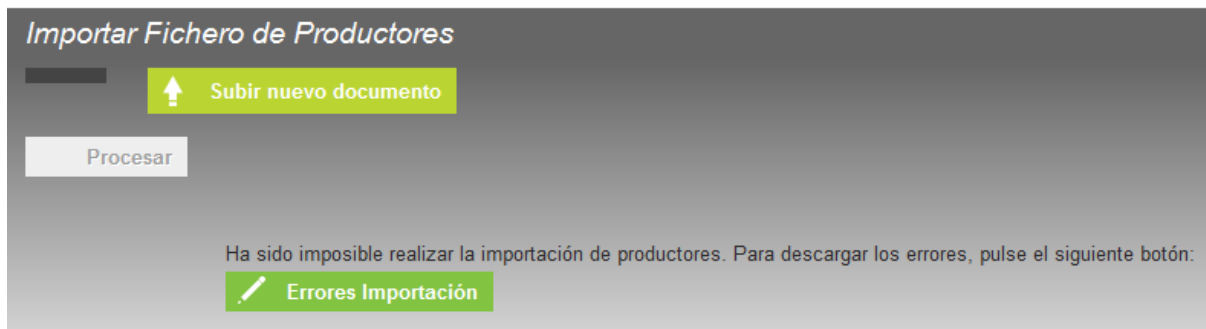 Importar Fichero de Productores
Subir nuevo documento
Procesar
Ha sido imposible realizar la importación de productores. Para descargar los errores, pulse el siguiente botón:
Errores Importación